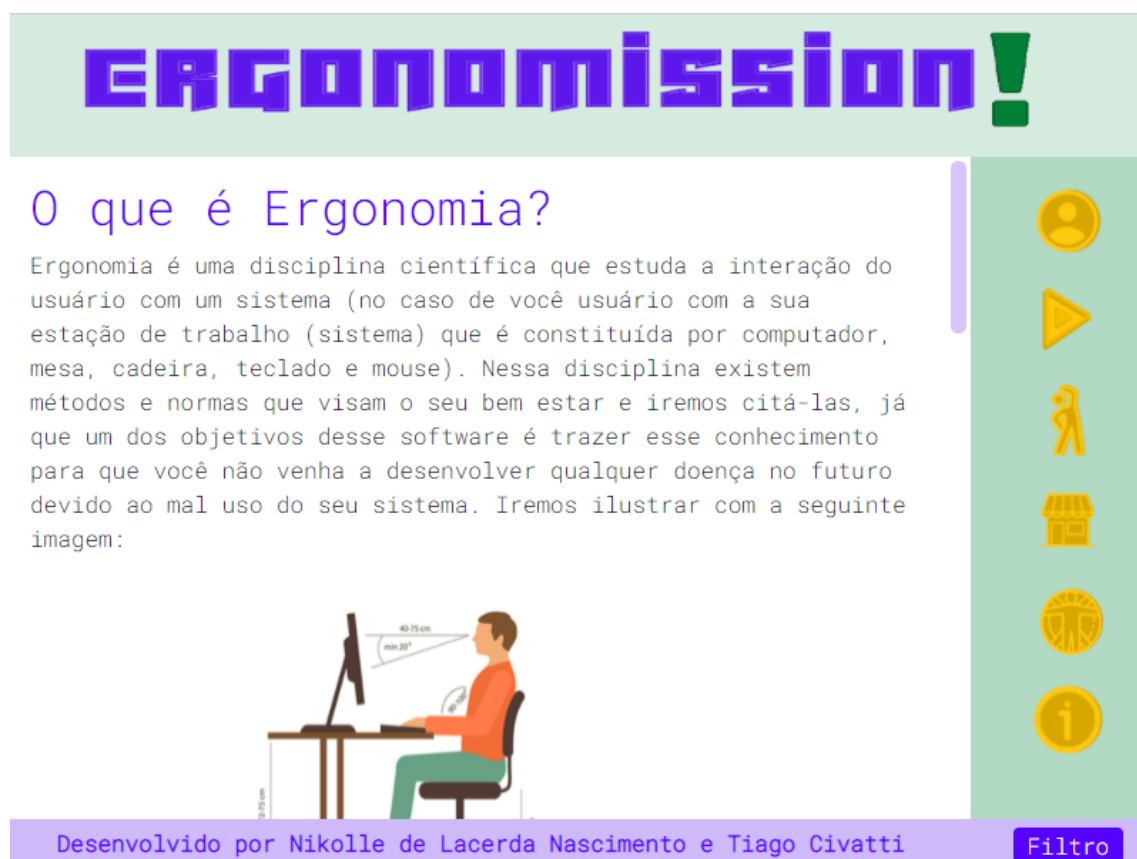 ERGONOMISSION!
O que é Ergonomia?
Ergonomia é uma disciplina científica que estuda a interação do
usuário com um sistema (no caso de você usuário com a sua
estação de trabalho (sistema) que é constituída por computador,
mesa, cadeira, teclado e mouse). Nessa disciplina existem
métodos e normas que visam o seu bem estar e iremos citá-las, já
que um dos objetivos desse software é trazer esse conhecimento
para que você não venha a desenvolver qualquer doença no futuro
devido ao mal uso do seu sistema. Iremos ilustrar com a seguinte
imagem:
40-75 cm
min 20°
90-100°
i
Desenvolvido por Nikolle de Lacerda Nascimento e Tiago Civatti
Filtro